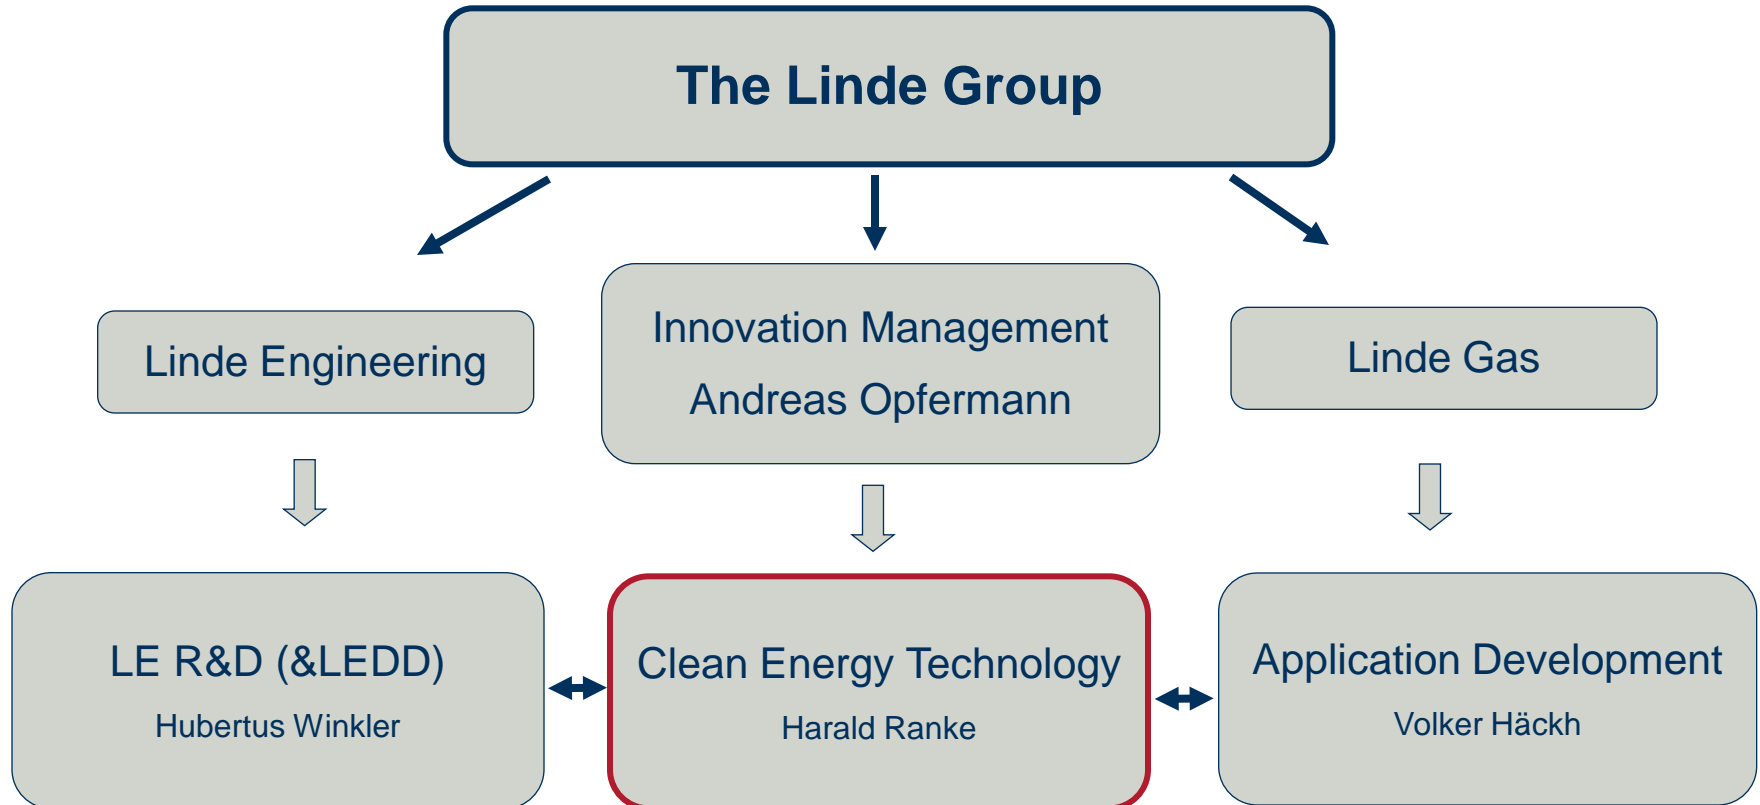 The Linde Group
Linde Engineering
Innovation Management
Andreas Opfermann
Linde Gas
LE R&D (&LEDD)
Hubertus Winkler
Clean Energy Technology
Harald Ranke
Application Development
Volker Häckh